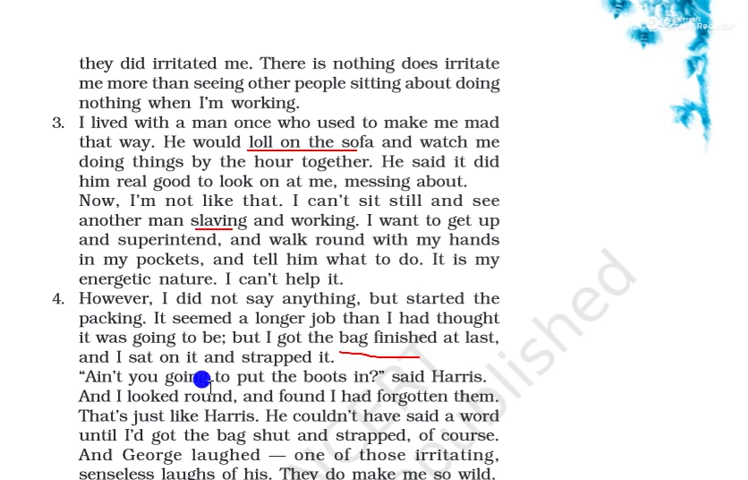 they did irritated me. There is nothing does irritate
me more than seeing other people sitting about doing
nothing when I'm working.
3. I lived with a man once who used to make me mad
that way. He would loll on the sofa and watch me
doing things by the hour together. He said it did
him real good to look on at me, messing about.
Now, I'm not like that. I can't sit still and see
another man slaving and working. I want to get up
and superintend, and walk round with my hands
in my pockets, and tell him what to do. It is my
energetic nature. I can't help it.
4. However, I did not say anything, but started the
packing. It seemed a longer job than I had thought
it was going to be; but I got the bag finished at last,
and I sat on it and strapped it.
“Ain't you going to put the boots in?” said Harris.
And I looked round, and found I had forgotten them.
That's just like Harris. He couldn't have said a word
until I'd got the bag shut and strapped, of course.
And George laughed — one of those irritating,
senseless laughs of his. They do make me so wild.
NCERT
published